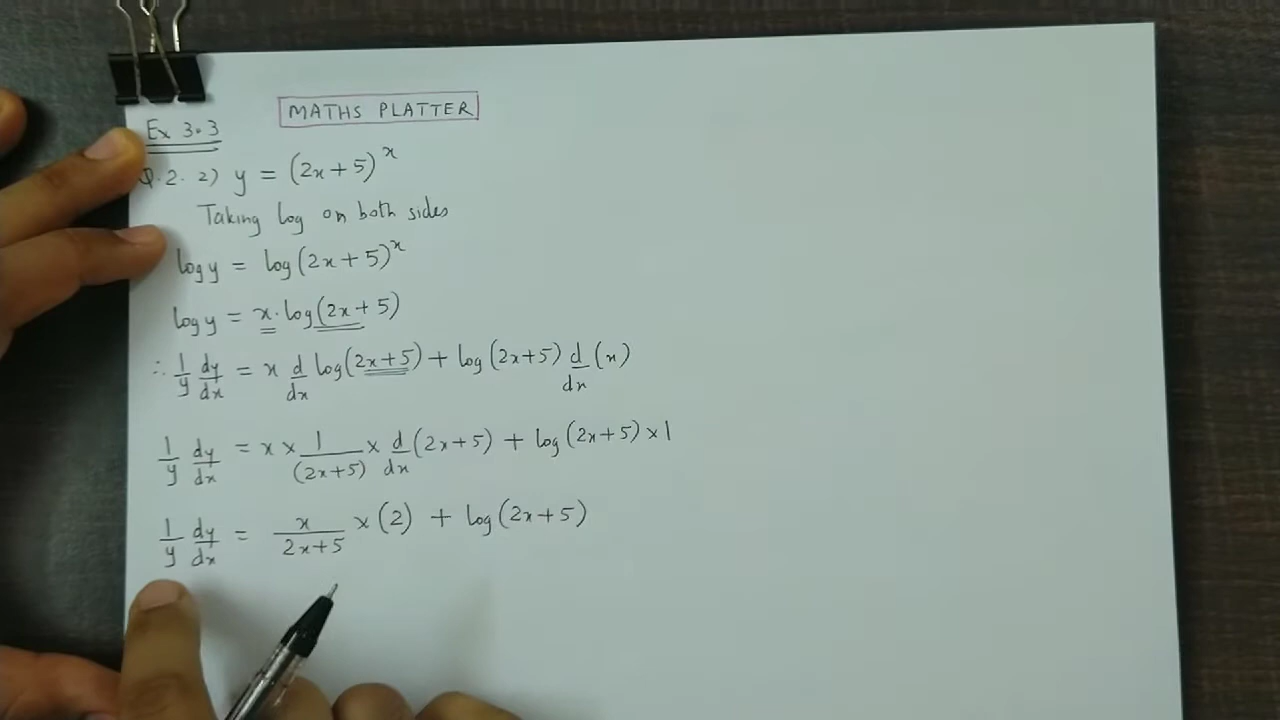 MATHS PLATTER
Ex 3.3
Q.2. 2) y = (2x+5)^x
Taking log on both sides
log y = log(2x+5)^x
log y = x · log(2x+5)
∴ 1/y dy/dx = x d/dx log(2x+5) + log(2x+5) d/dx (x)
1/y dy/dx = x × 1/(2x+5) × d/dx (2x+5) + log(2x+5) × 1
1/y dy/dx = x/2x+5 × (2) + log(2x+5)